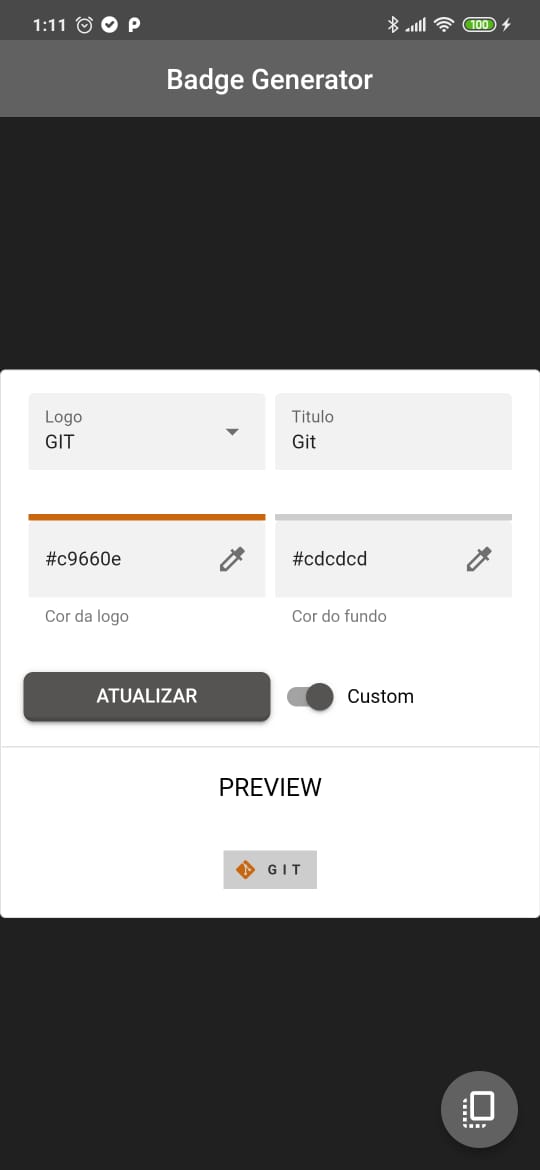 1:11
100
Badge Generator
Logo
GIT
Titulo
Git
#c9660e
#cdcdcd
Cor da logo
Cor do fundo
ATUALIZAR
Custom
PREVIEW
GIT